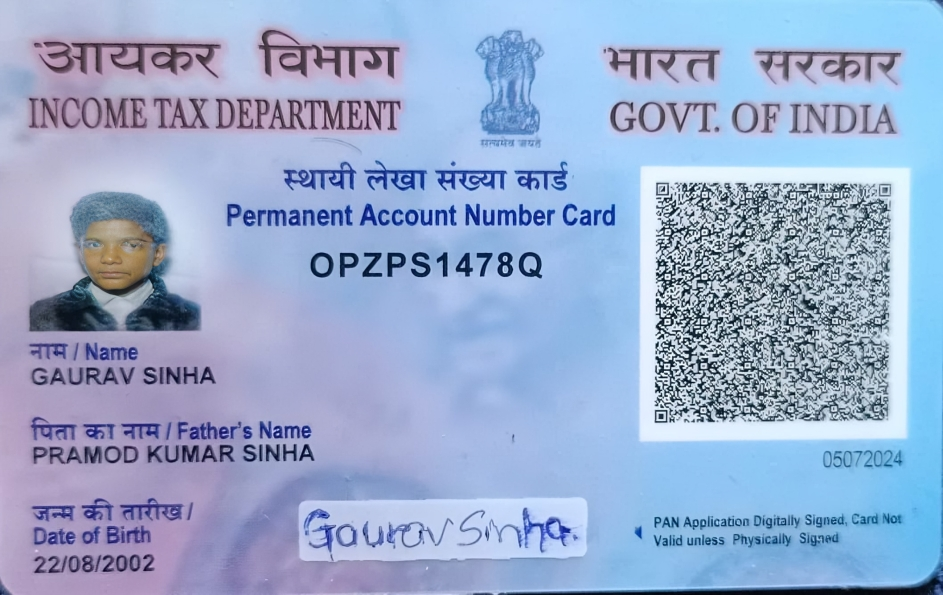 आयकर विभाग
INCOME TAX DEPARTMENT
सत्यमेव जयते
भारत सरकार
GOVT. OF INDIA
स्थायी लेखा संख्या कार्ड
Permanent Account Number Card
OPZPS1478Q
नाम / Name
GAURAV SINHA
पिता का नाम / Father's Name
PRAMOD KUMAR SINHA
05072024
जन्म की तारीख /
Date of Birth
22/08/2002
Gaurav Sinha.
PAN Application Digitally Signed, Card Not
Valid unless Physically Signed